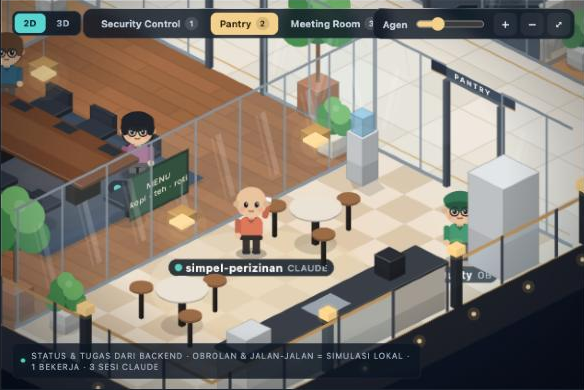 2D
3D
Security Control 1
Pantry 2
Meeting Room 3
Agen
+
−
PANTRY
MENU
kopi · teh · roti
simpel-perizinan CLAUDE
STATUS & TUGAS DARI BACKEND · OBROLAN & JALAN-JALAN = SIMULASI LOKAL ·
1 BEKERJA · 3 SESI CLAUDE